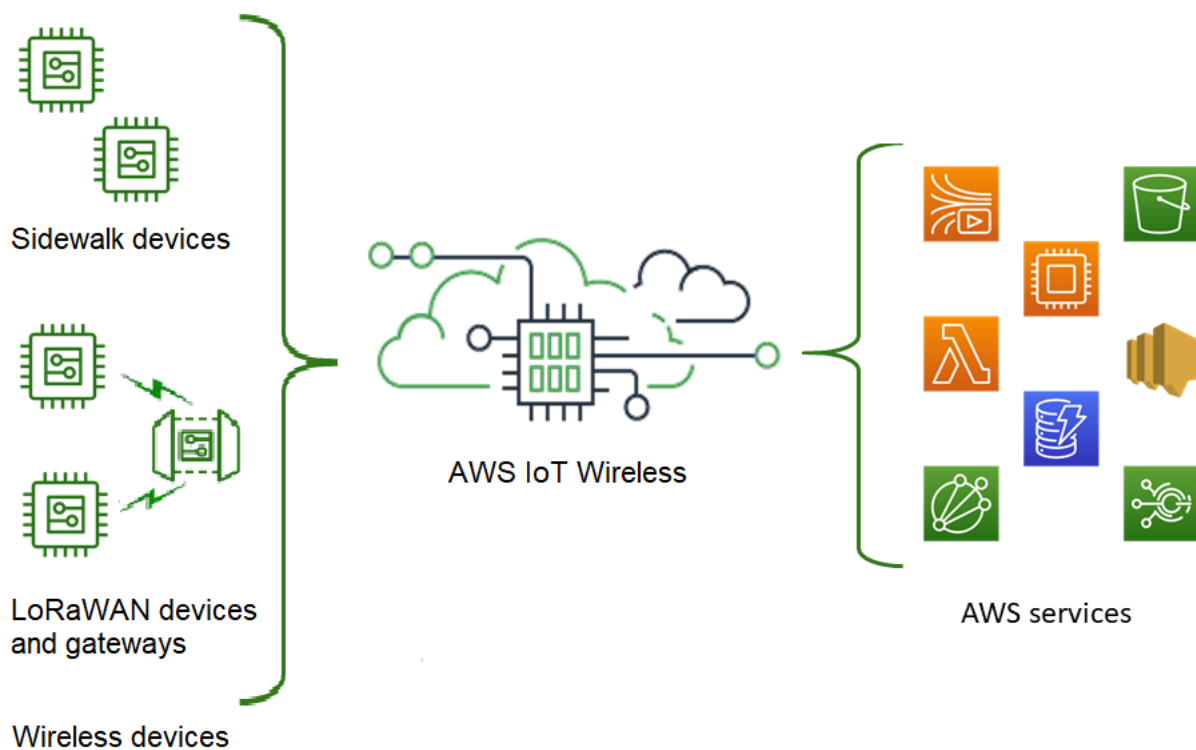 Sidewalk devices
LoRaWAN devices
and gateways
Wireless devices
AWS IoT Wireless
AWS services